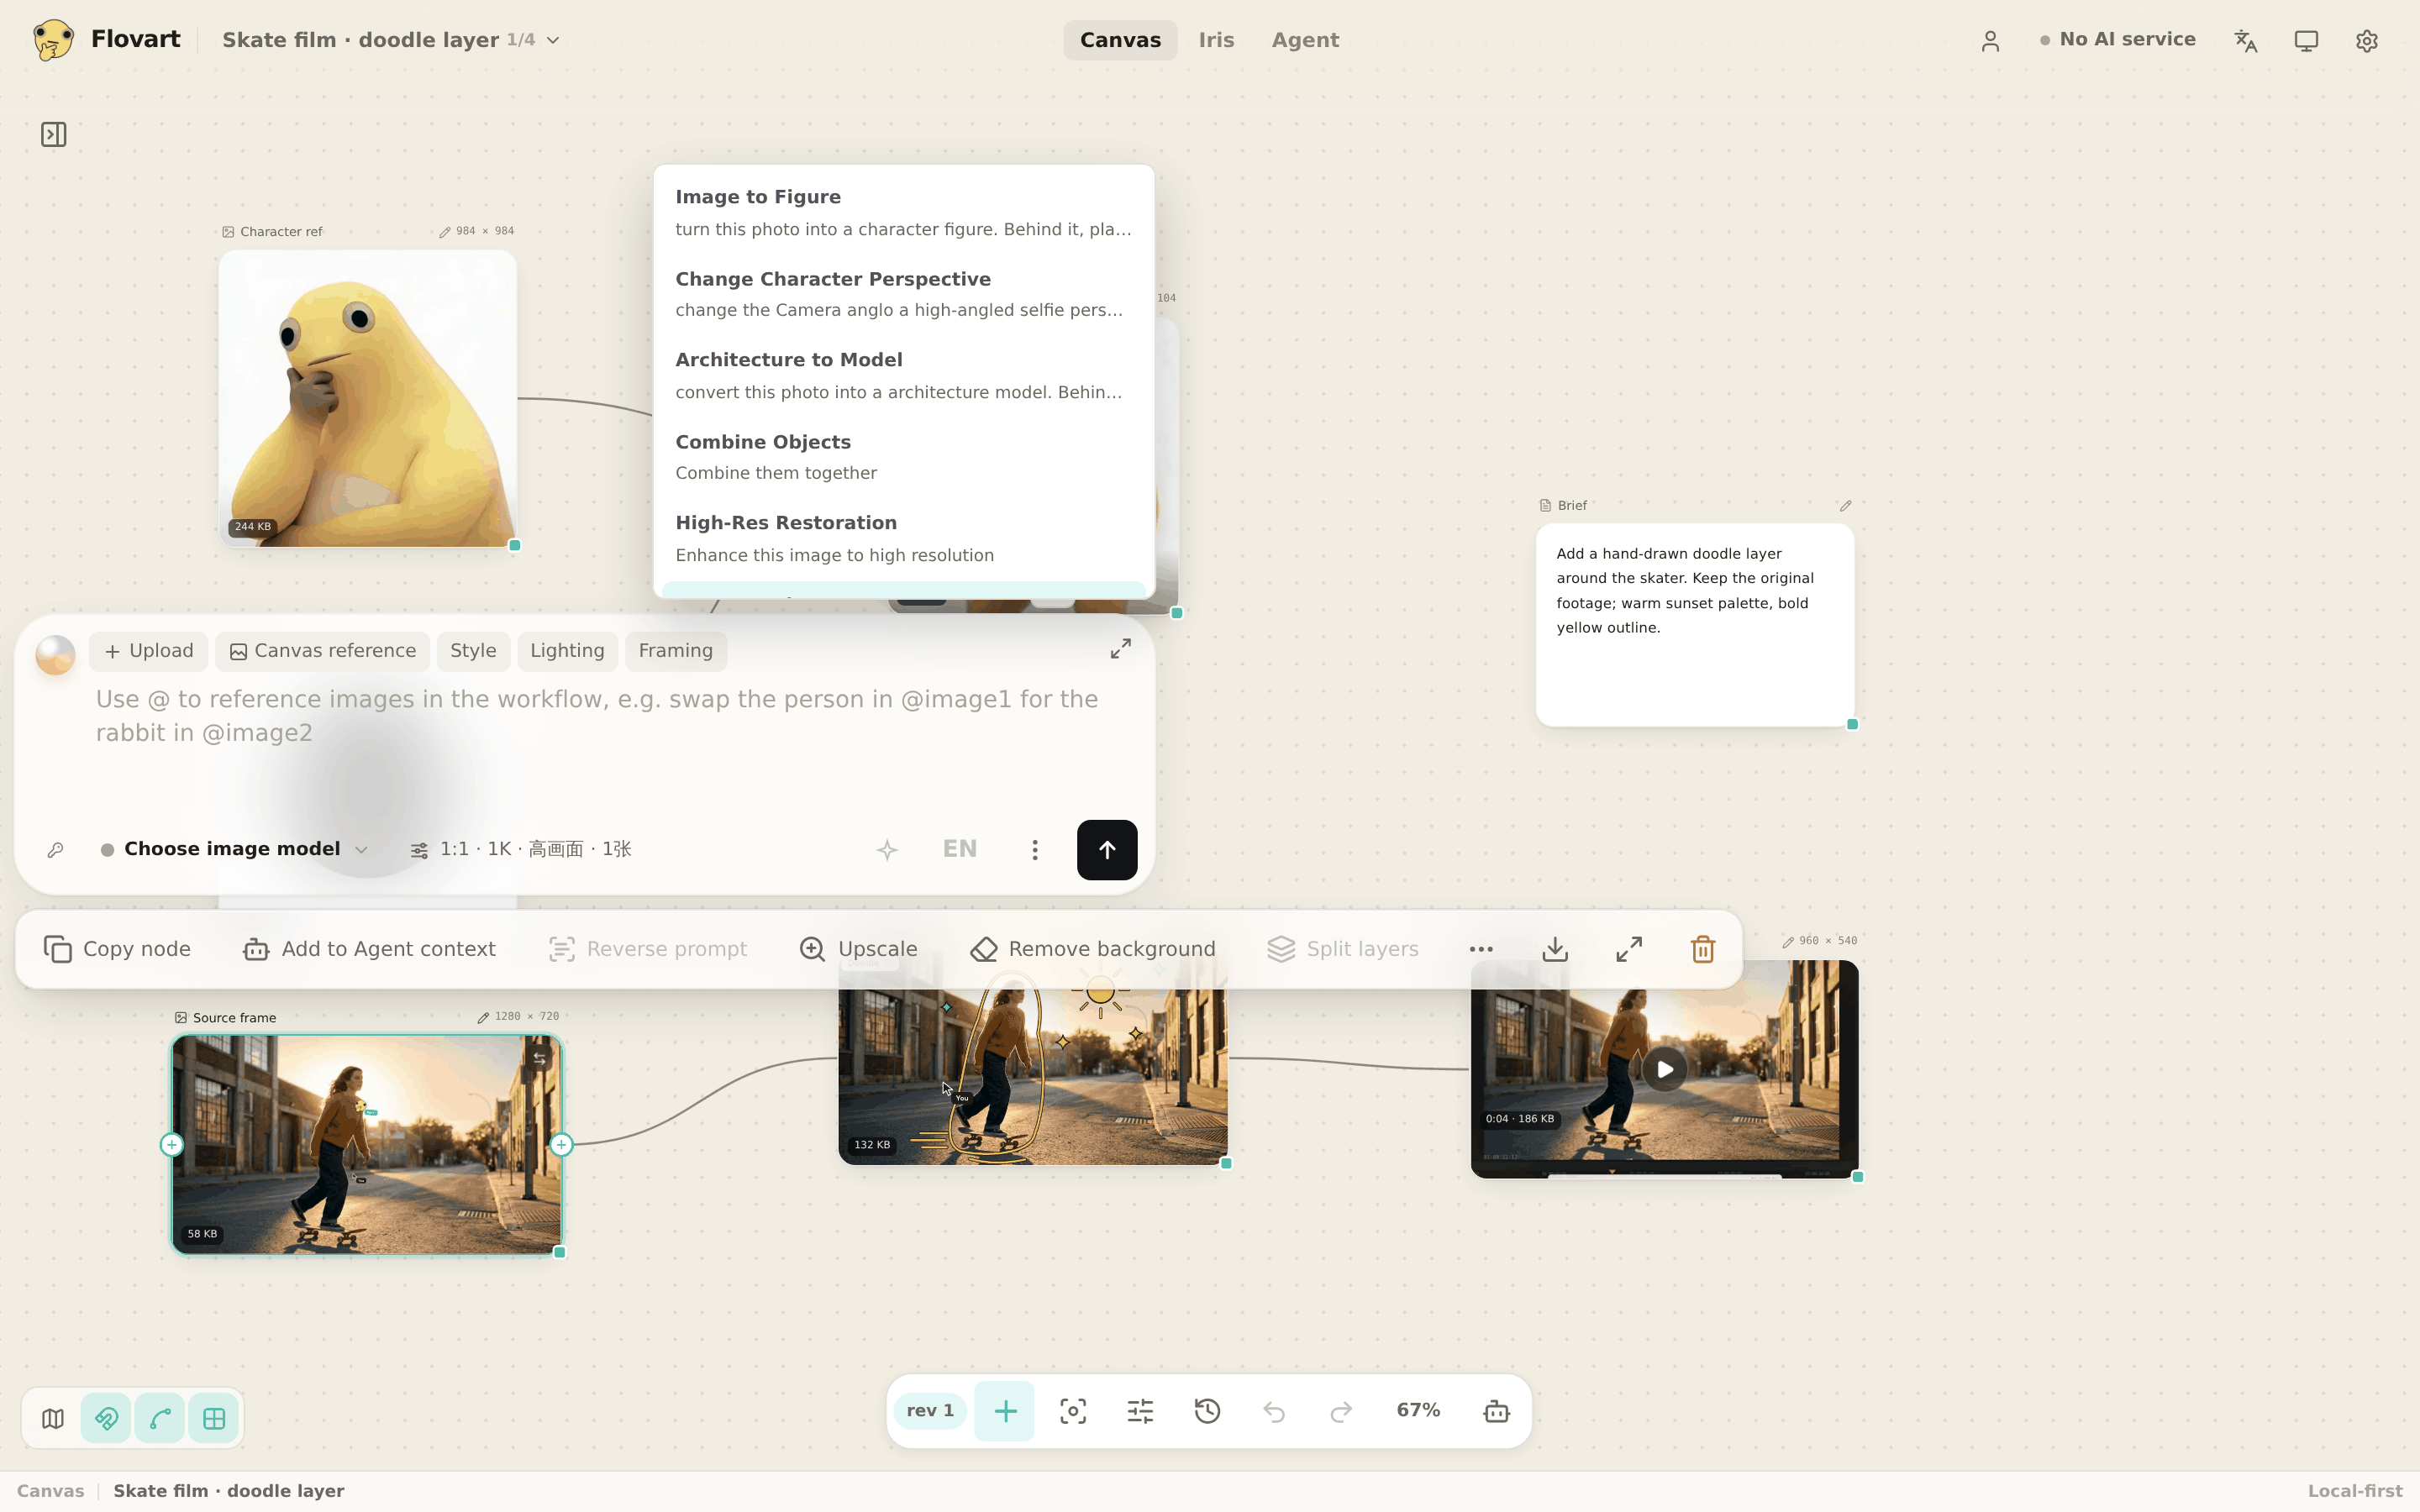 Flovart
Skate film · doodle layer 1/4
Canvas
Iris
Agent
No AI service
Character ref
984 × 984
244 KB
Image to Figure
turn this photo into a character figure. Behind it, pla...
Change Character Perspective
change the Camera anglo a high-angled selfie pers...
Architecture to Model
convert this photo into a architecture model. Behin...
Combine Objects
Combine them together
High-Res Restoration
Enhance this image to high resolution
104
Brief
Add a hand-drawn doodle layer
around the skater. Keep the original
footage; warm sunset palette, bold
yellow outline.
Upload
Canvas reference
Style
Lighting
Framing
Use @ to reference images in the workflow, e.g. swap the person in @image1 for the
rabbit in @image2
Choose image model
1:1 · 1K · 高画面 · 1张
EN
Copy node
Add to Agent context
Reverse prompt
Upscale
Remove background
Split layers
960 × 540
Source frame
1280 × 720
58 KB
You
132 KB
0:04 · 186 KB
rev 1
67%
Canvas
Skate film · doodle layer
Local-first